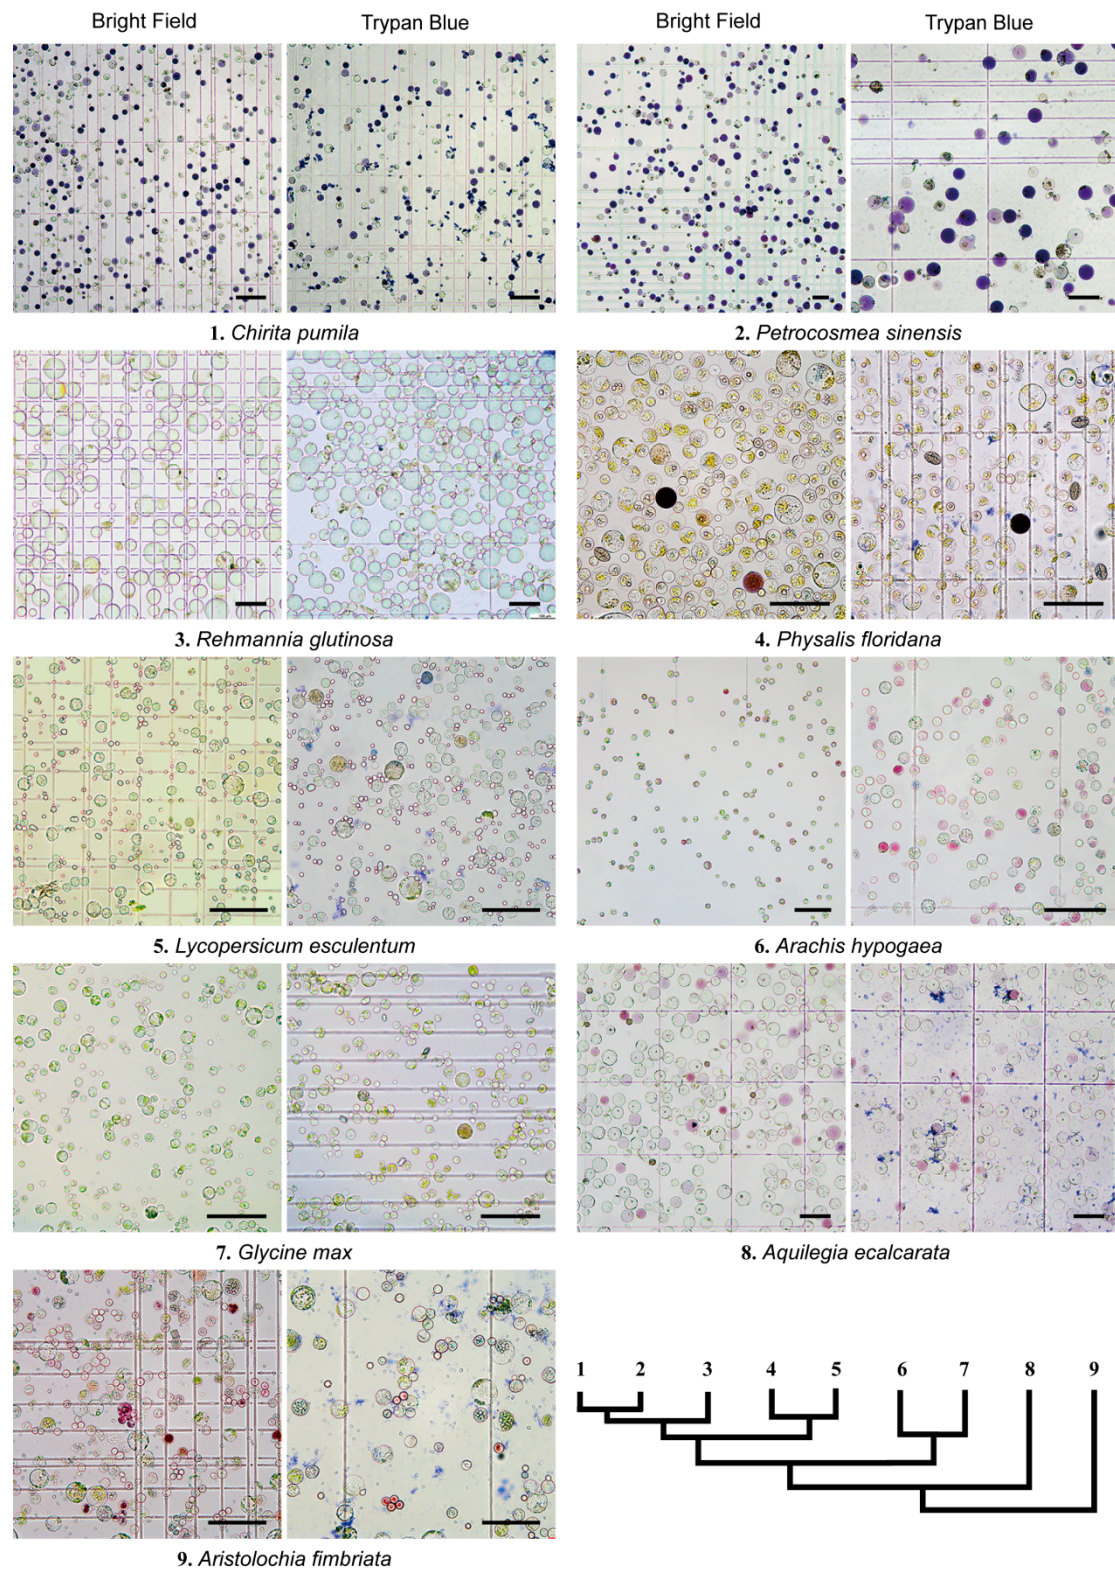 Bright Field Trypan Blue Bright Field Trypan Blue
1. Chirita pumila 2. Petrocosmea sinensis
3. Rehmannia glutinosa 4. Physalis floridana
5. Lycopersicum esculentum 6. Arachis hypogaea
7. Glycine max 8. Aquilegia ecalcarata
1 2 3 4 5 6 7 8 9
9. Aristolochia fimbriata